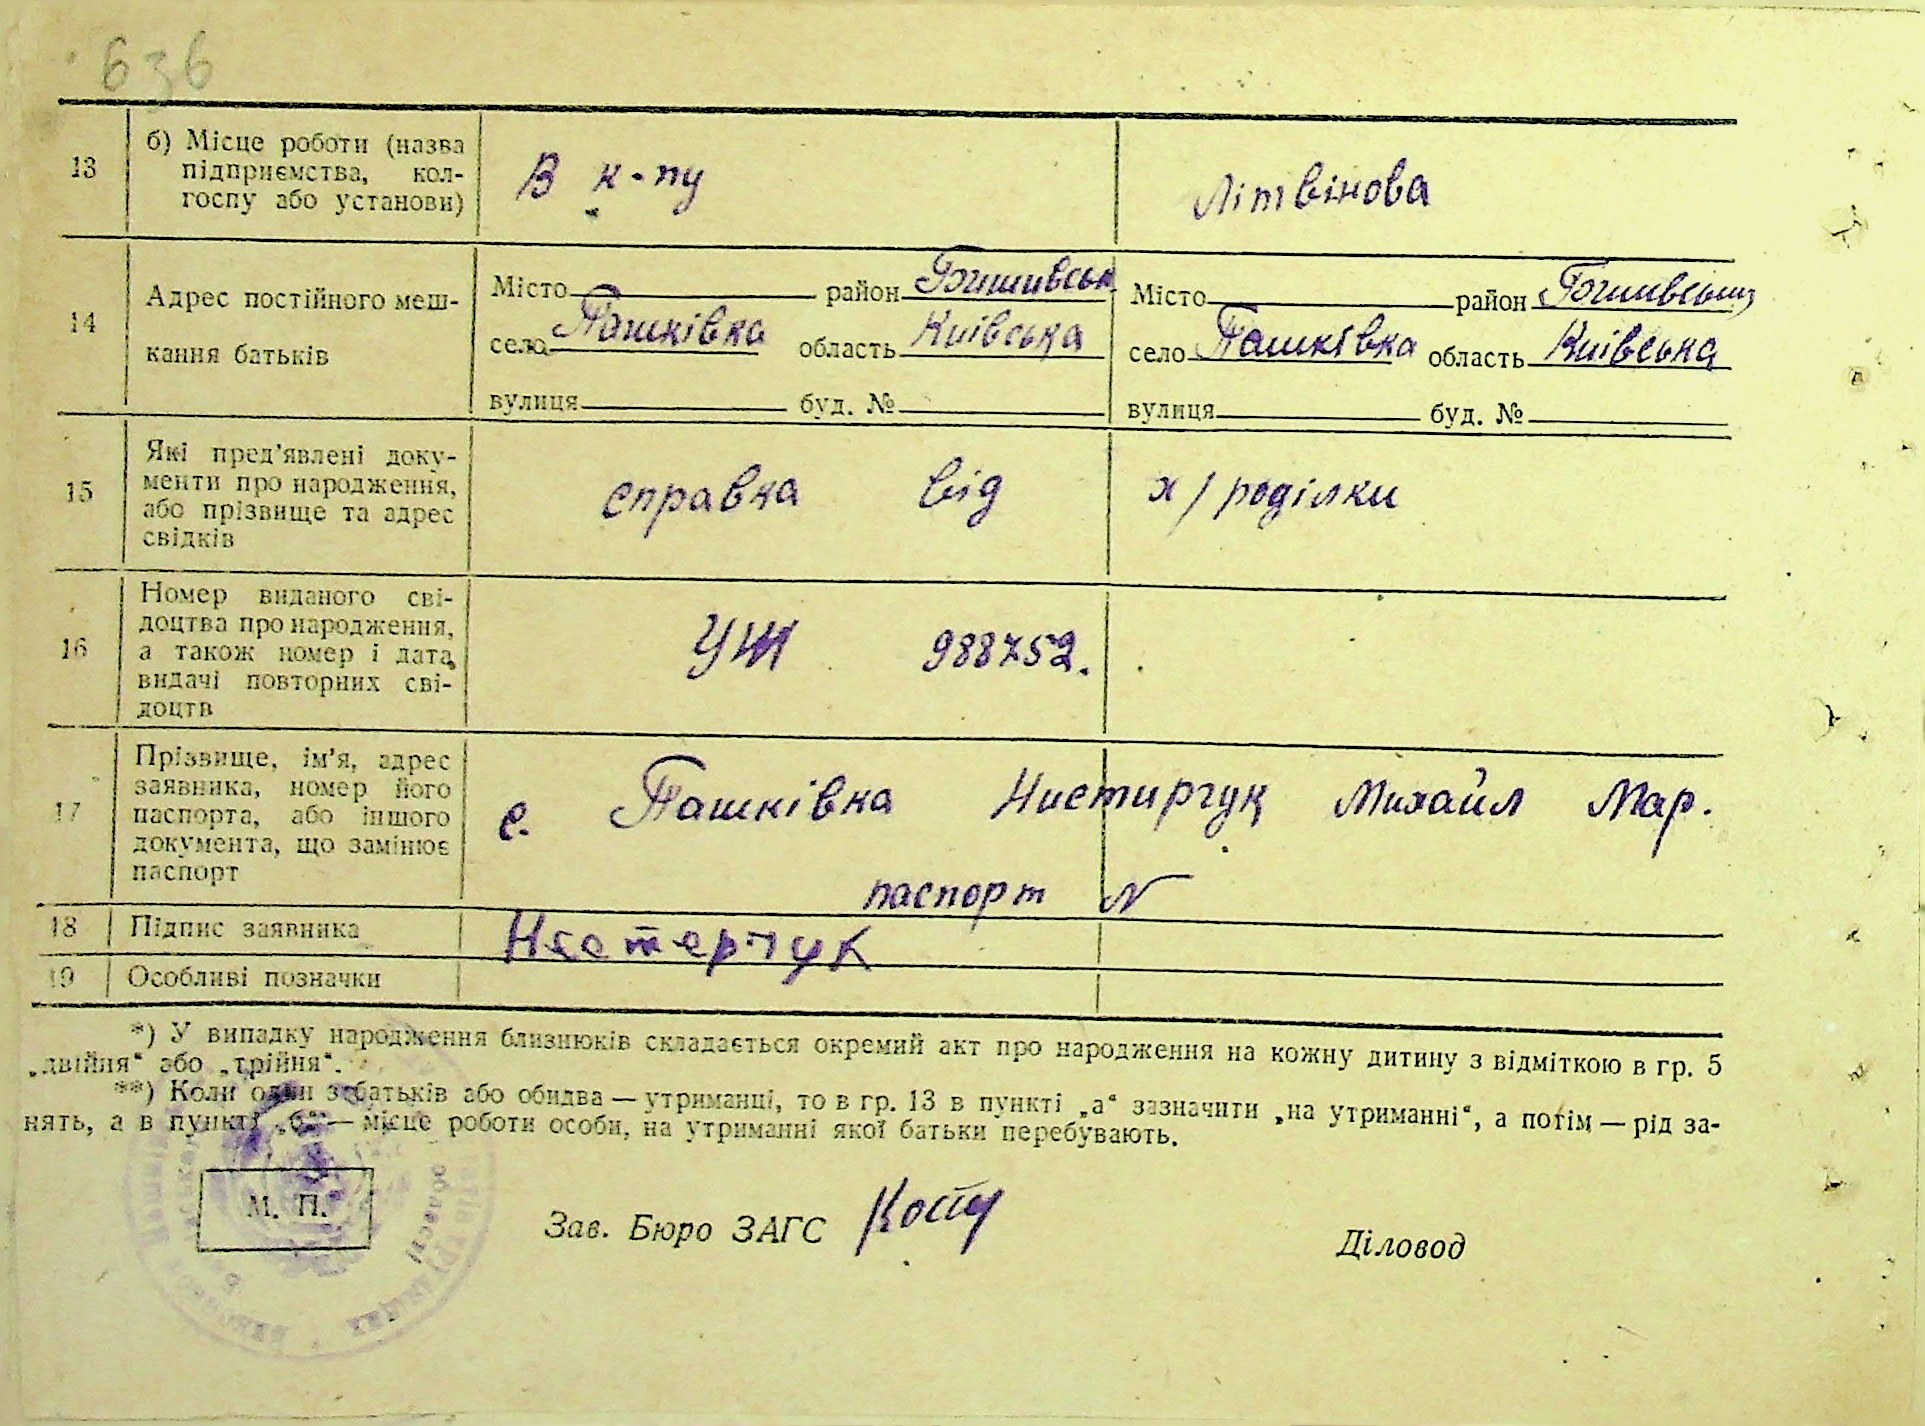 636
13 б) Місце роботи (назва підприємства, колгоспу або установи) В к-пу Літвінова
14 Адрес постійного мешкання батьків
Місто район Місто район
село Пашківка область Київська село Пашківка область Київська
вулиця буд. № вулиця буд. №
15 Які пред'явлені документи про народження, або прізвище та адрес свідків справка від х/роділки
16 Номер виданого свідоцтва про народження, а також номер і дата видачі повторних свідоцтв УЖ 988752.
17 Прізвище, ім'я, адрес заявника, номер його паспорта, або іншого документа, що замінює паспорт с. Пашківка Нистирчук Михайл Мар.
паспорт №
18 Підпис заявника Нестерчук
19 Особливі позначки
*) У випадку народження близнюків складається окремий акт про народження на кожну дитину з відміткою в гр. 5
„двійня“ або „трійня“.
**) Коли один з батьків або обидва — утриманці, то в гр. 13 в пункті „а“ зазначити „на утриманні“, а потім — рід за-
нять, а в пункті „б“ — місце роботи особи, на утриманні якої батьки перебувають.
М. П.
Зав. Бюро ЗАГС Діловод